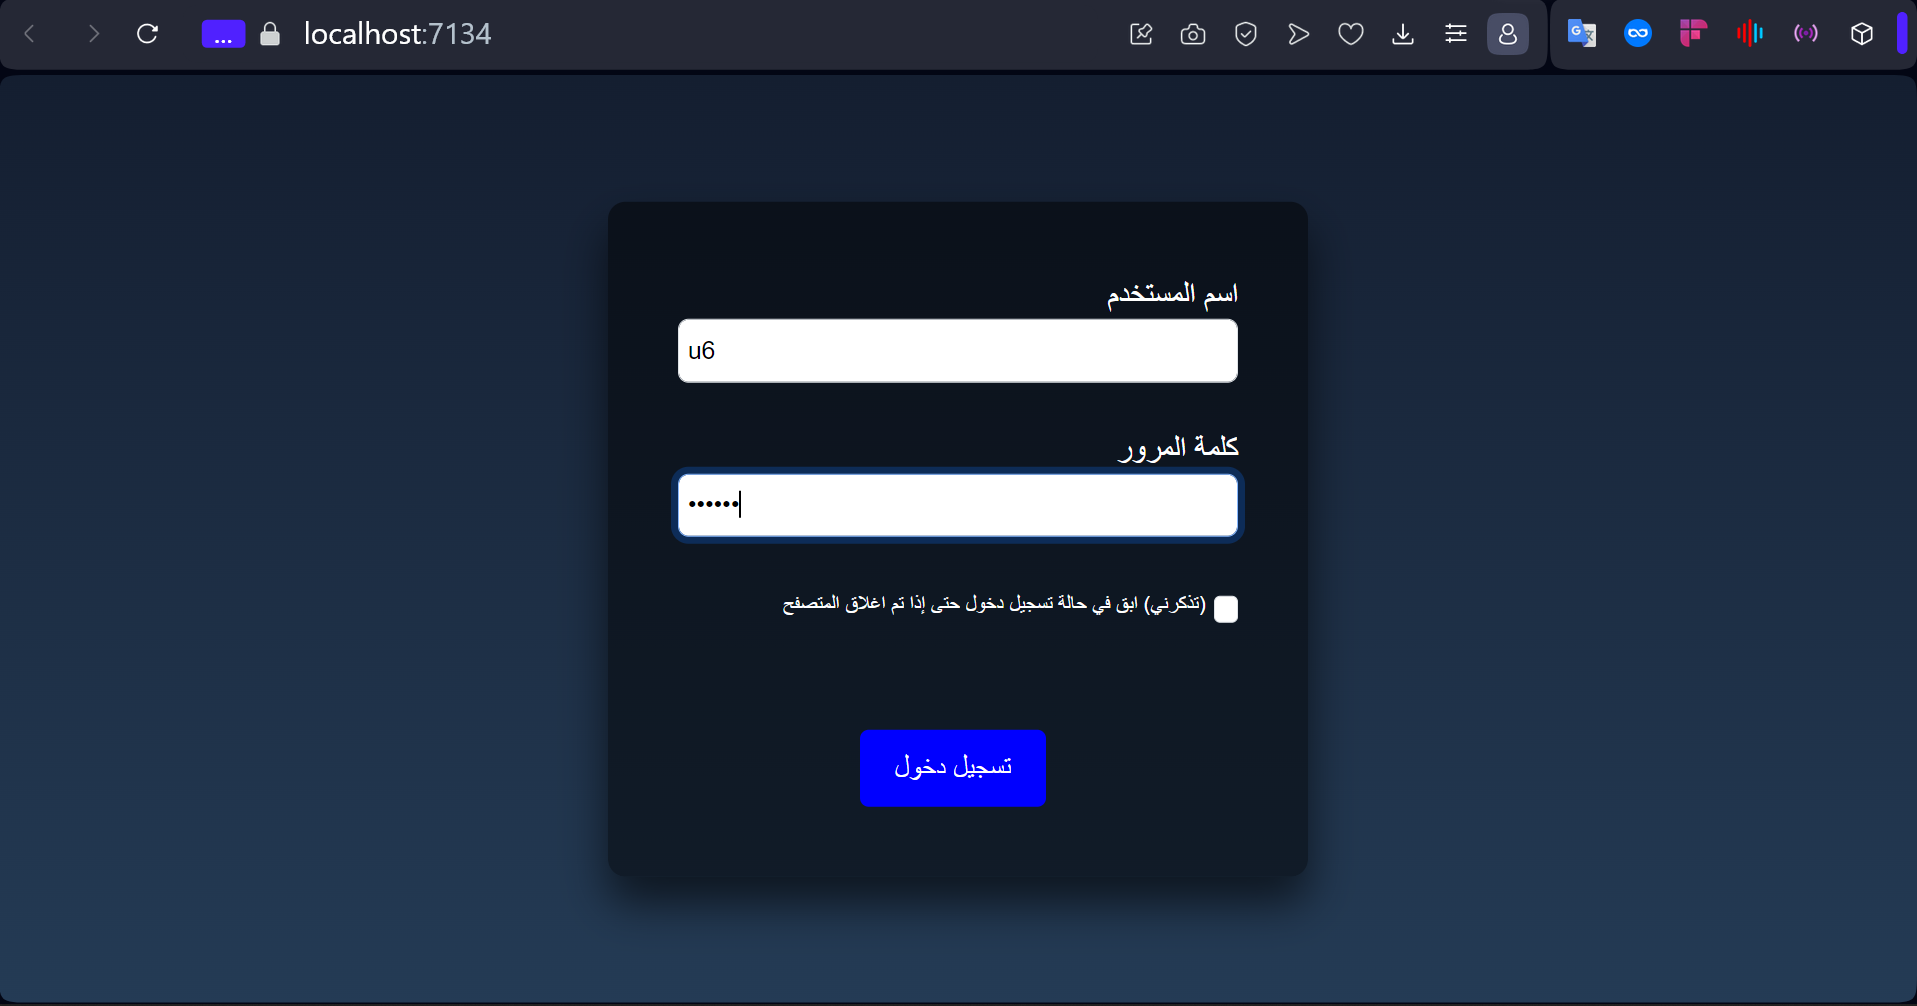 ... localhost:7134
اسم المستخدم
u6
كلمة المرور
••••••
(تذكرني) ابق في حالة تسجيل دخول حتى إذا تم اغلاق المتصفح
تسجيل دخول